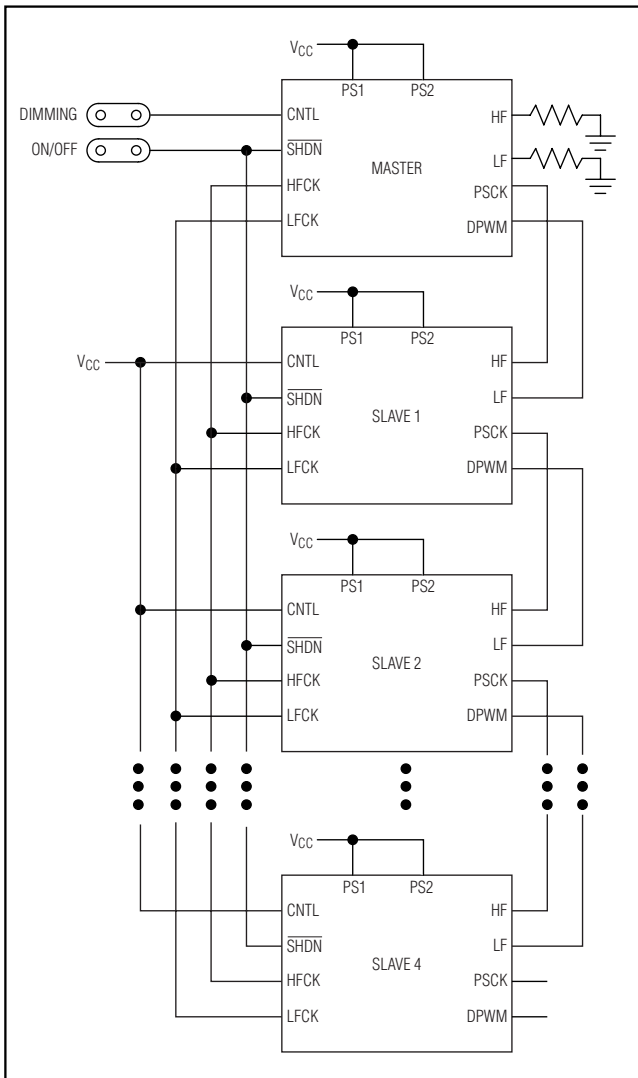 VCC
PS1 PS2
DIMMING CNTL HF
ON/OFF SHDN LF
MASTER
HFCK PSCK
LFCK DPWM
VCC
PS1 PS2
VCC CNTL HF
SHDN LF
SLAVE 1
HFCK PSCK
LFCK DPWM
VCC
PS1 PS2
CNTL HF
SHDN LF
SLAVE 2
HFCK PSCK
LFCK DPWM
VCC
PS1 PS2
CNTL HF
SHDN LF
SLAVE 4
HFCK PSCK
LFCK DPWM